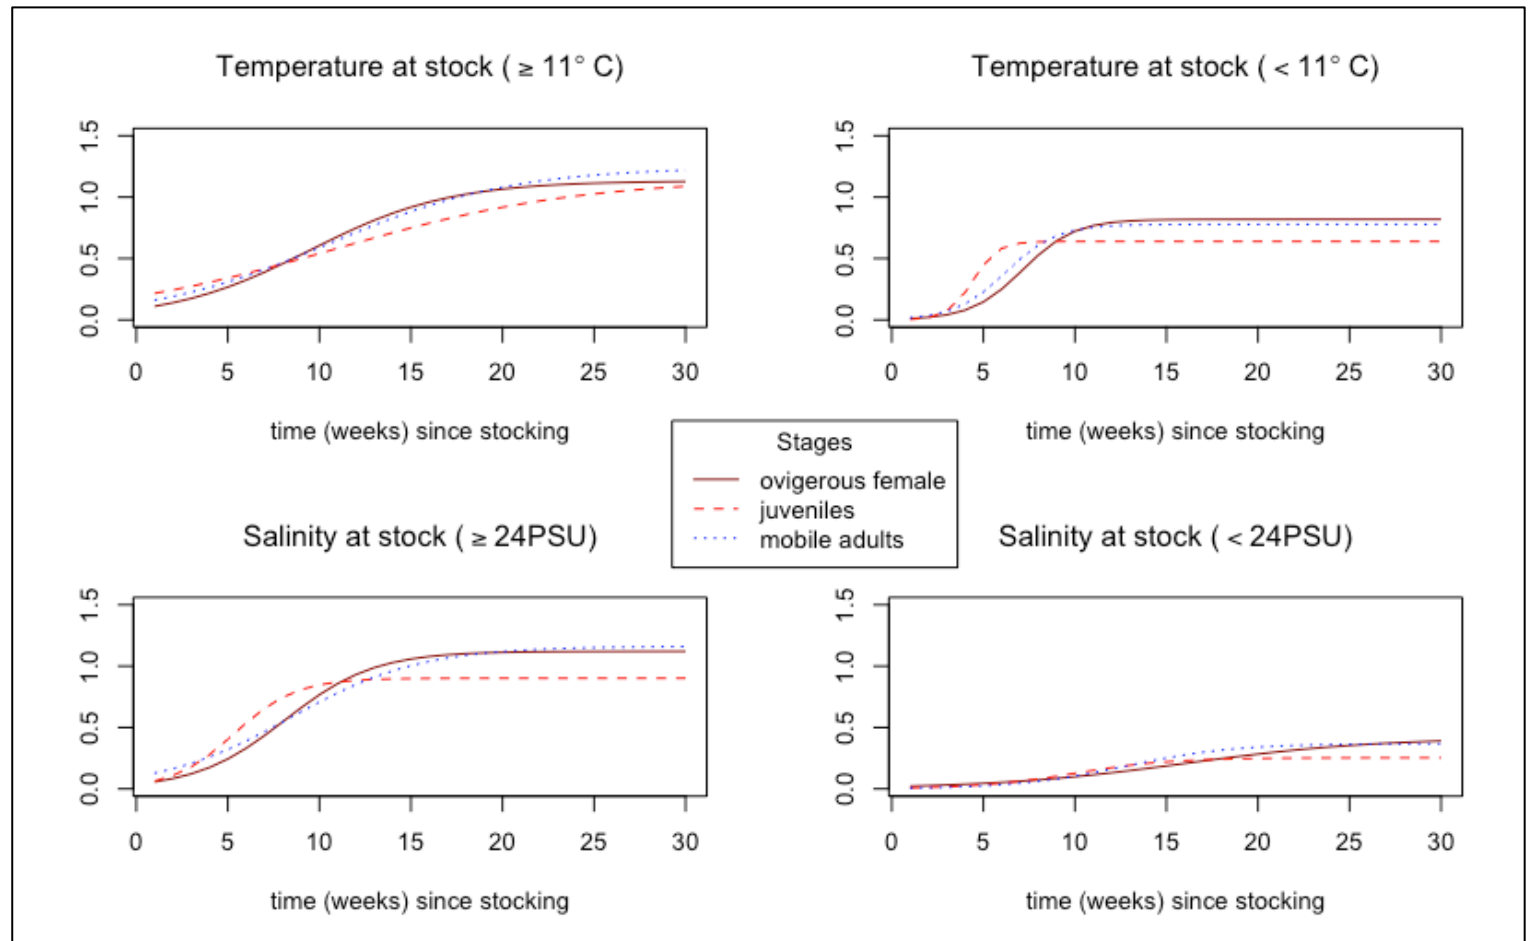 Temperature at stock ( ≥ 11° C)
Temperature at stock ( < 11° C)
1.5
1.0
0.5
0.0
0 5 10 15 20 25 30
time (weeks) since stocking
1.5
1.0
0.5
0.0
0 5 10 15 20 25 30
time (weeks) since stocking
Stages
ovigerous female
juveniles
mobile adults
Salinity at stock ( ≥ 24PSU)
Salinity at stock ( < 24PSU)
1.5
1.0
0.5
0.0
0 5 10 15 20 25 30
time (weeks) since stocking
1.5
1.0
0.5
0.0
0 5 10 15 20 25 30
time (weeks) since stocking